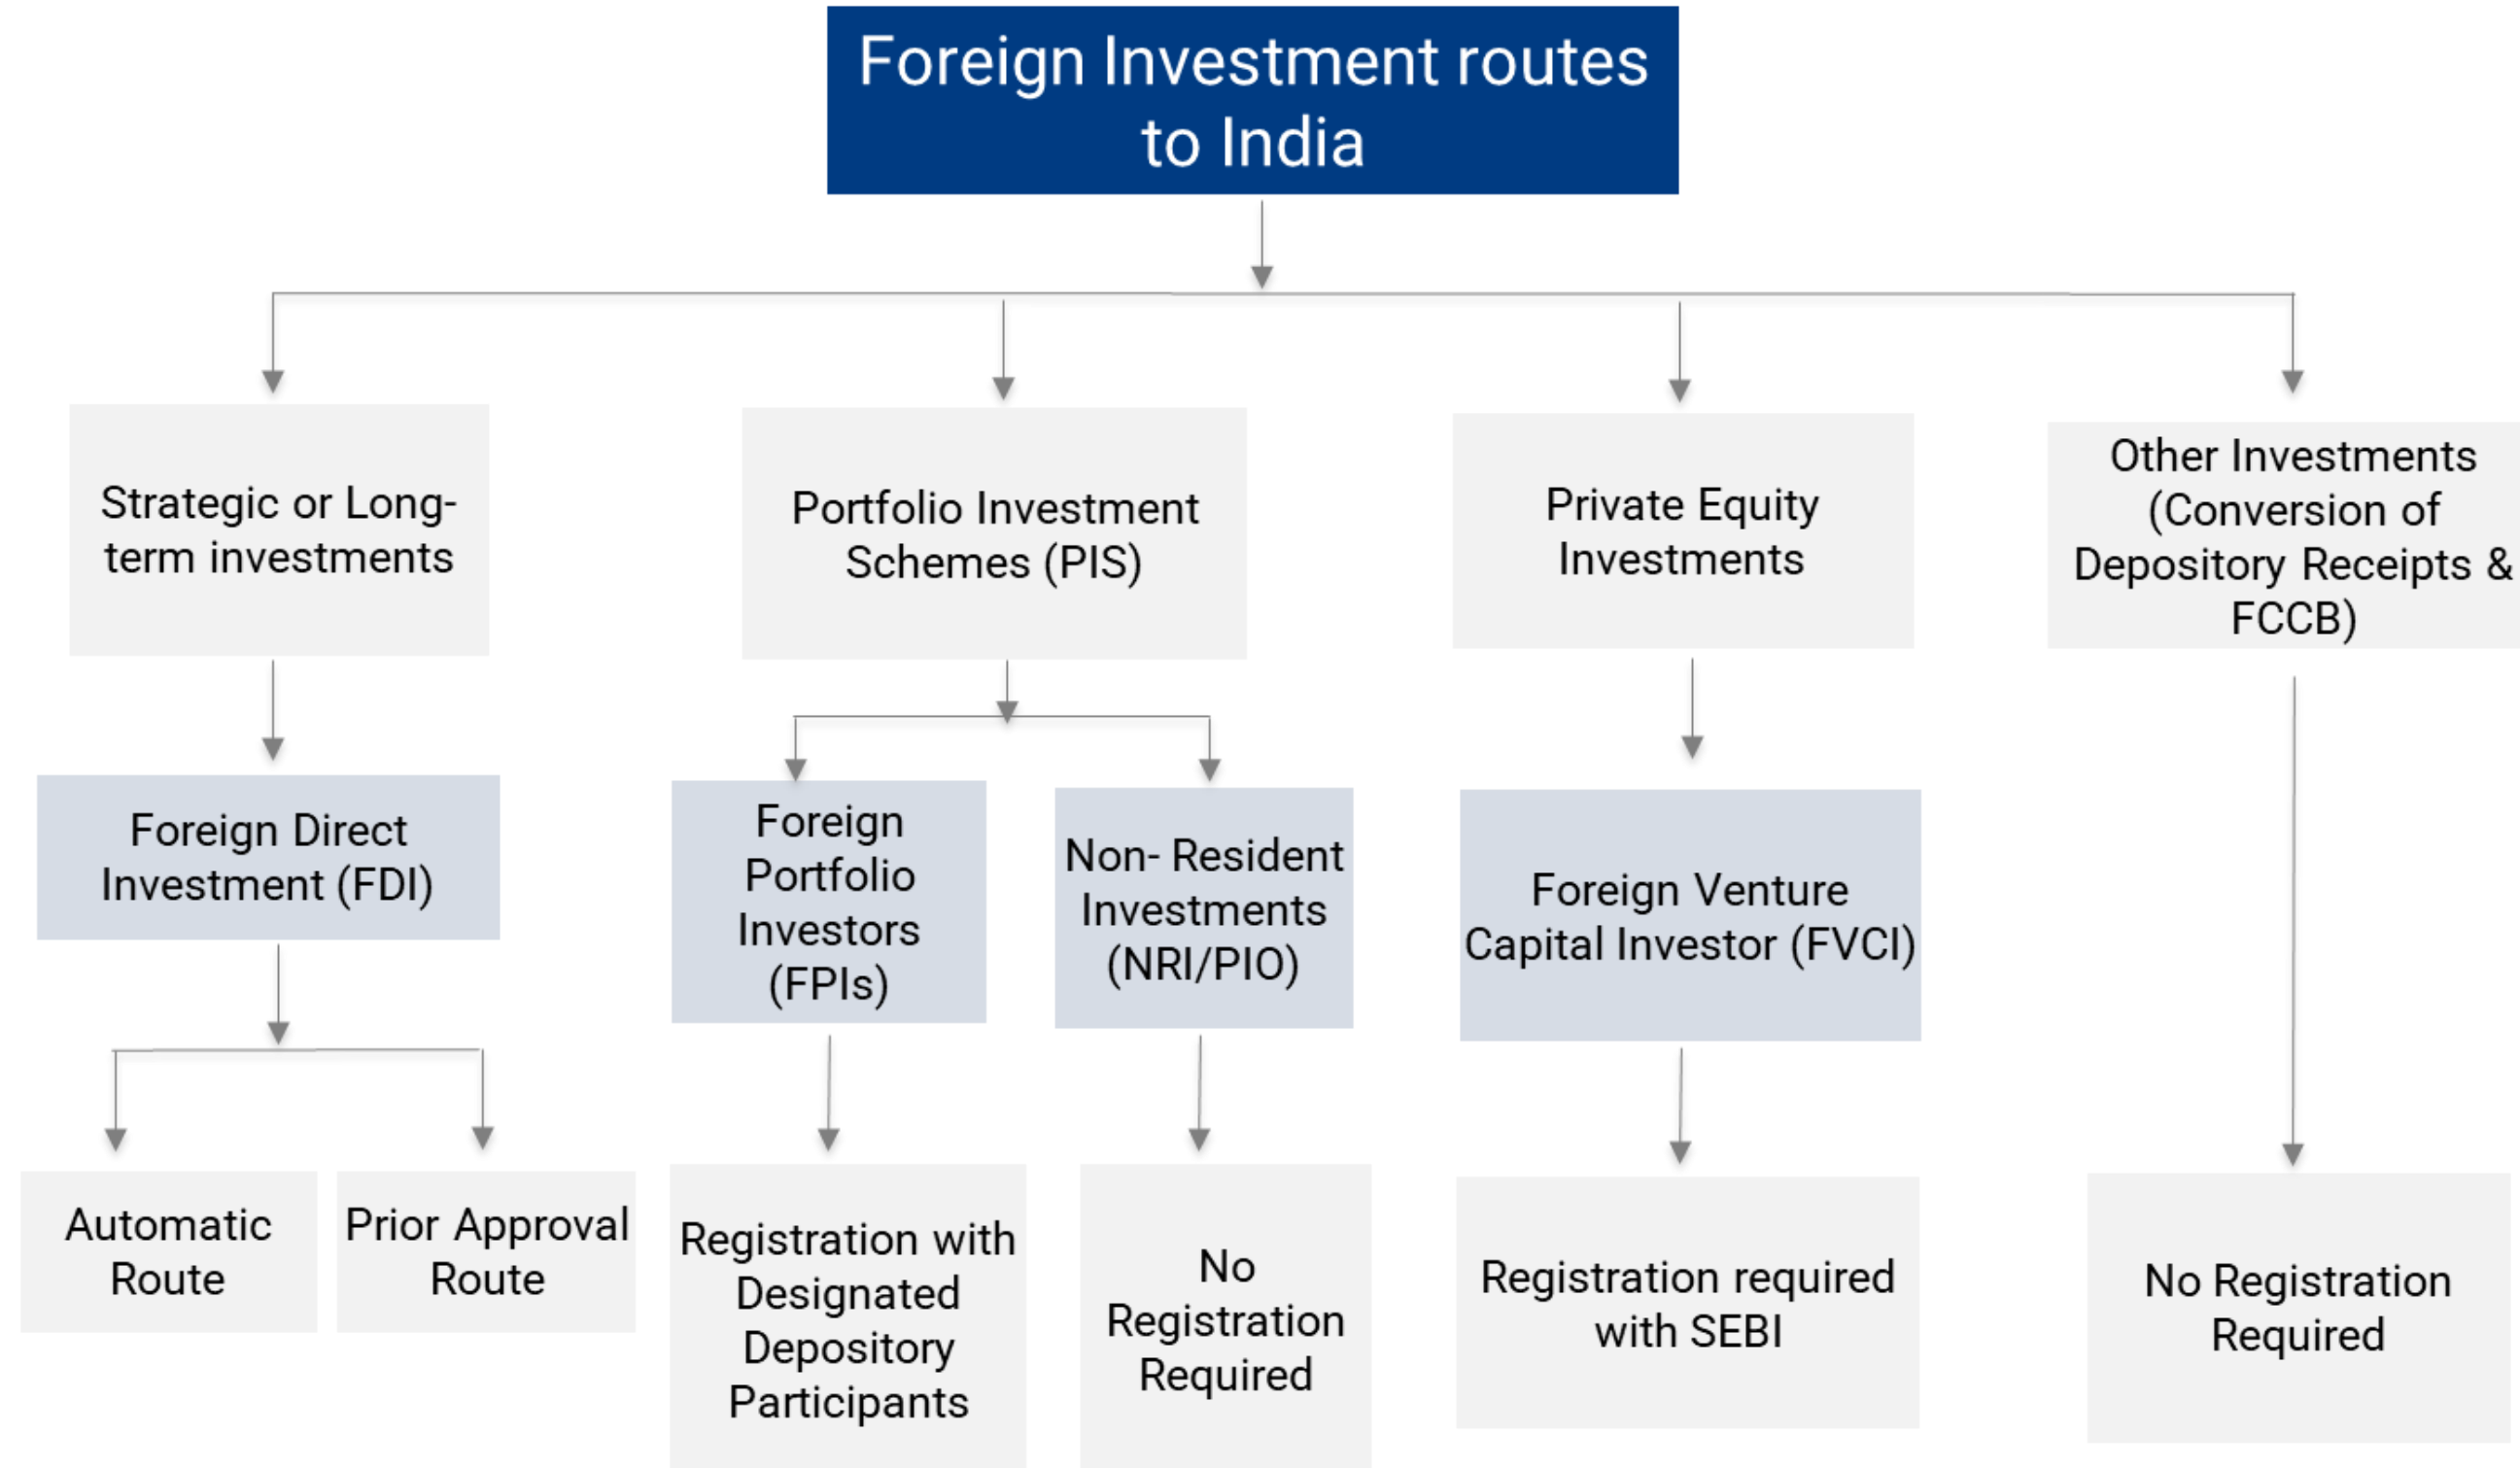 Foreign Investment routes
to India
Strategic or Long-
term investments
Portfolio Investment
Schemes (PIS)
Private Equity
Investments
Other Investments
(Conversion of
Depository Receipts &
FCCB)
Foreign Direct
Investment (FDI)
Foreign
Portfolio
Investors
(FPIs)
Non- Resident
Investments
(NRI/PIO)
Foreign Venture
Capital Investor (FVCI)
Automatic
Route
Prior Approval
Route
Registration with
Designated
Depository
Participants
No
Registration
Required
Registration required
with SEBI
No Registration
Required